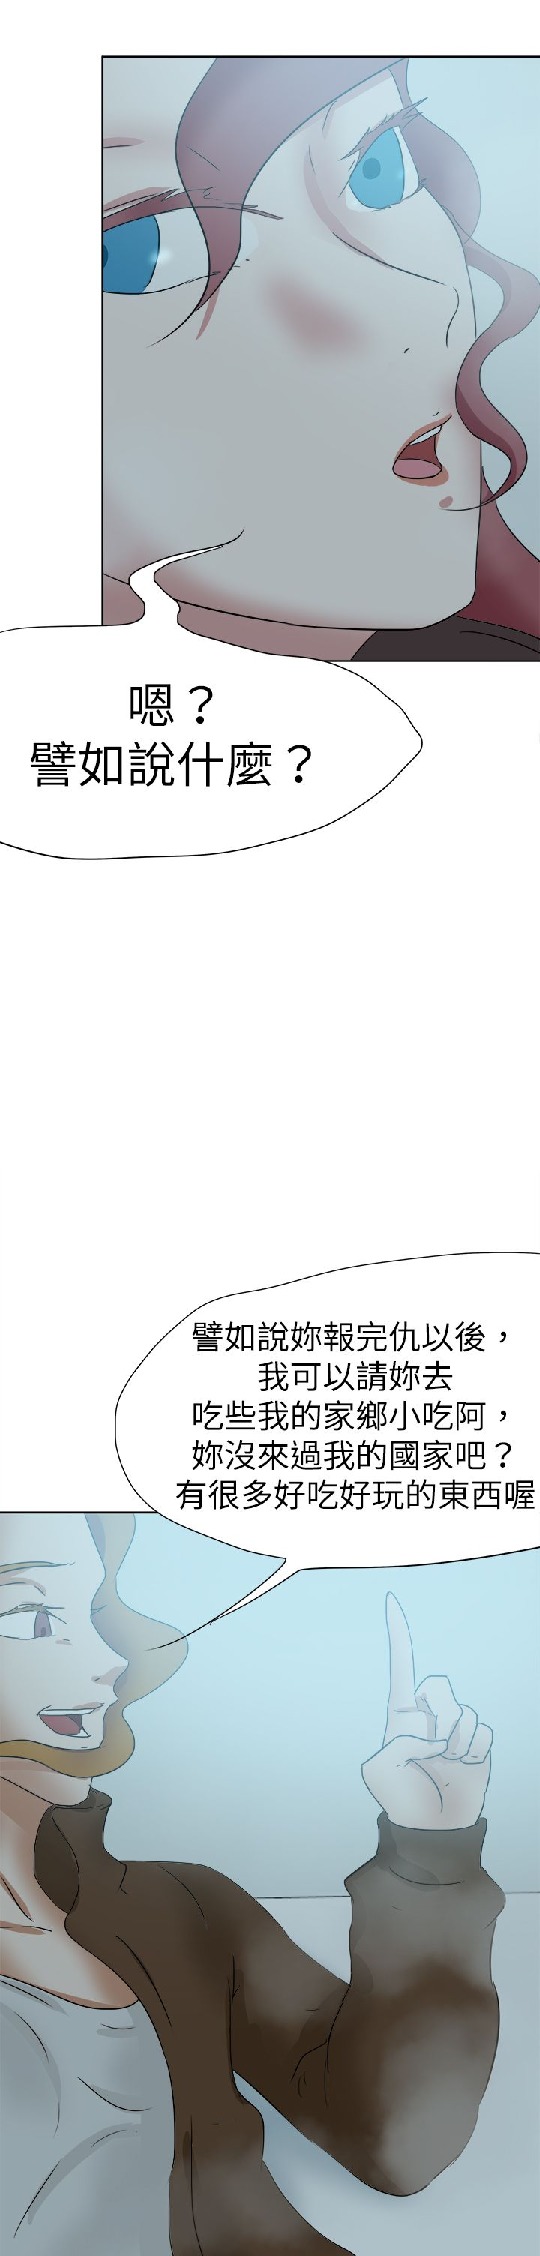 嗯？
譬如說什麼？
譬如說妳報完仇以後，
我可以請妳去
吃些我的家鄉小吃阿，
妳沒來過我的國家吧？
有很多好吃好玩的東西喔